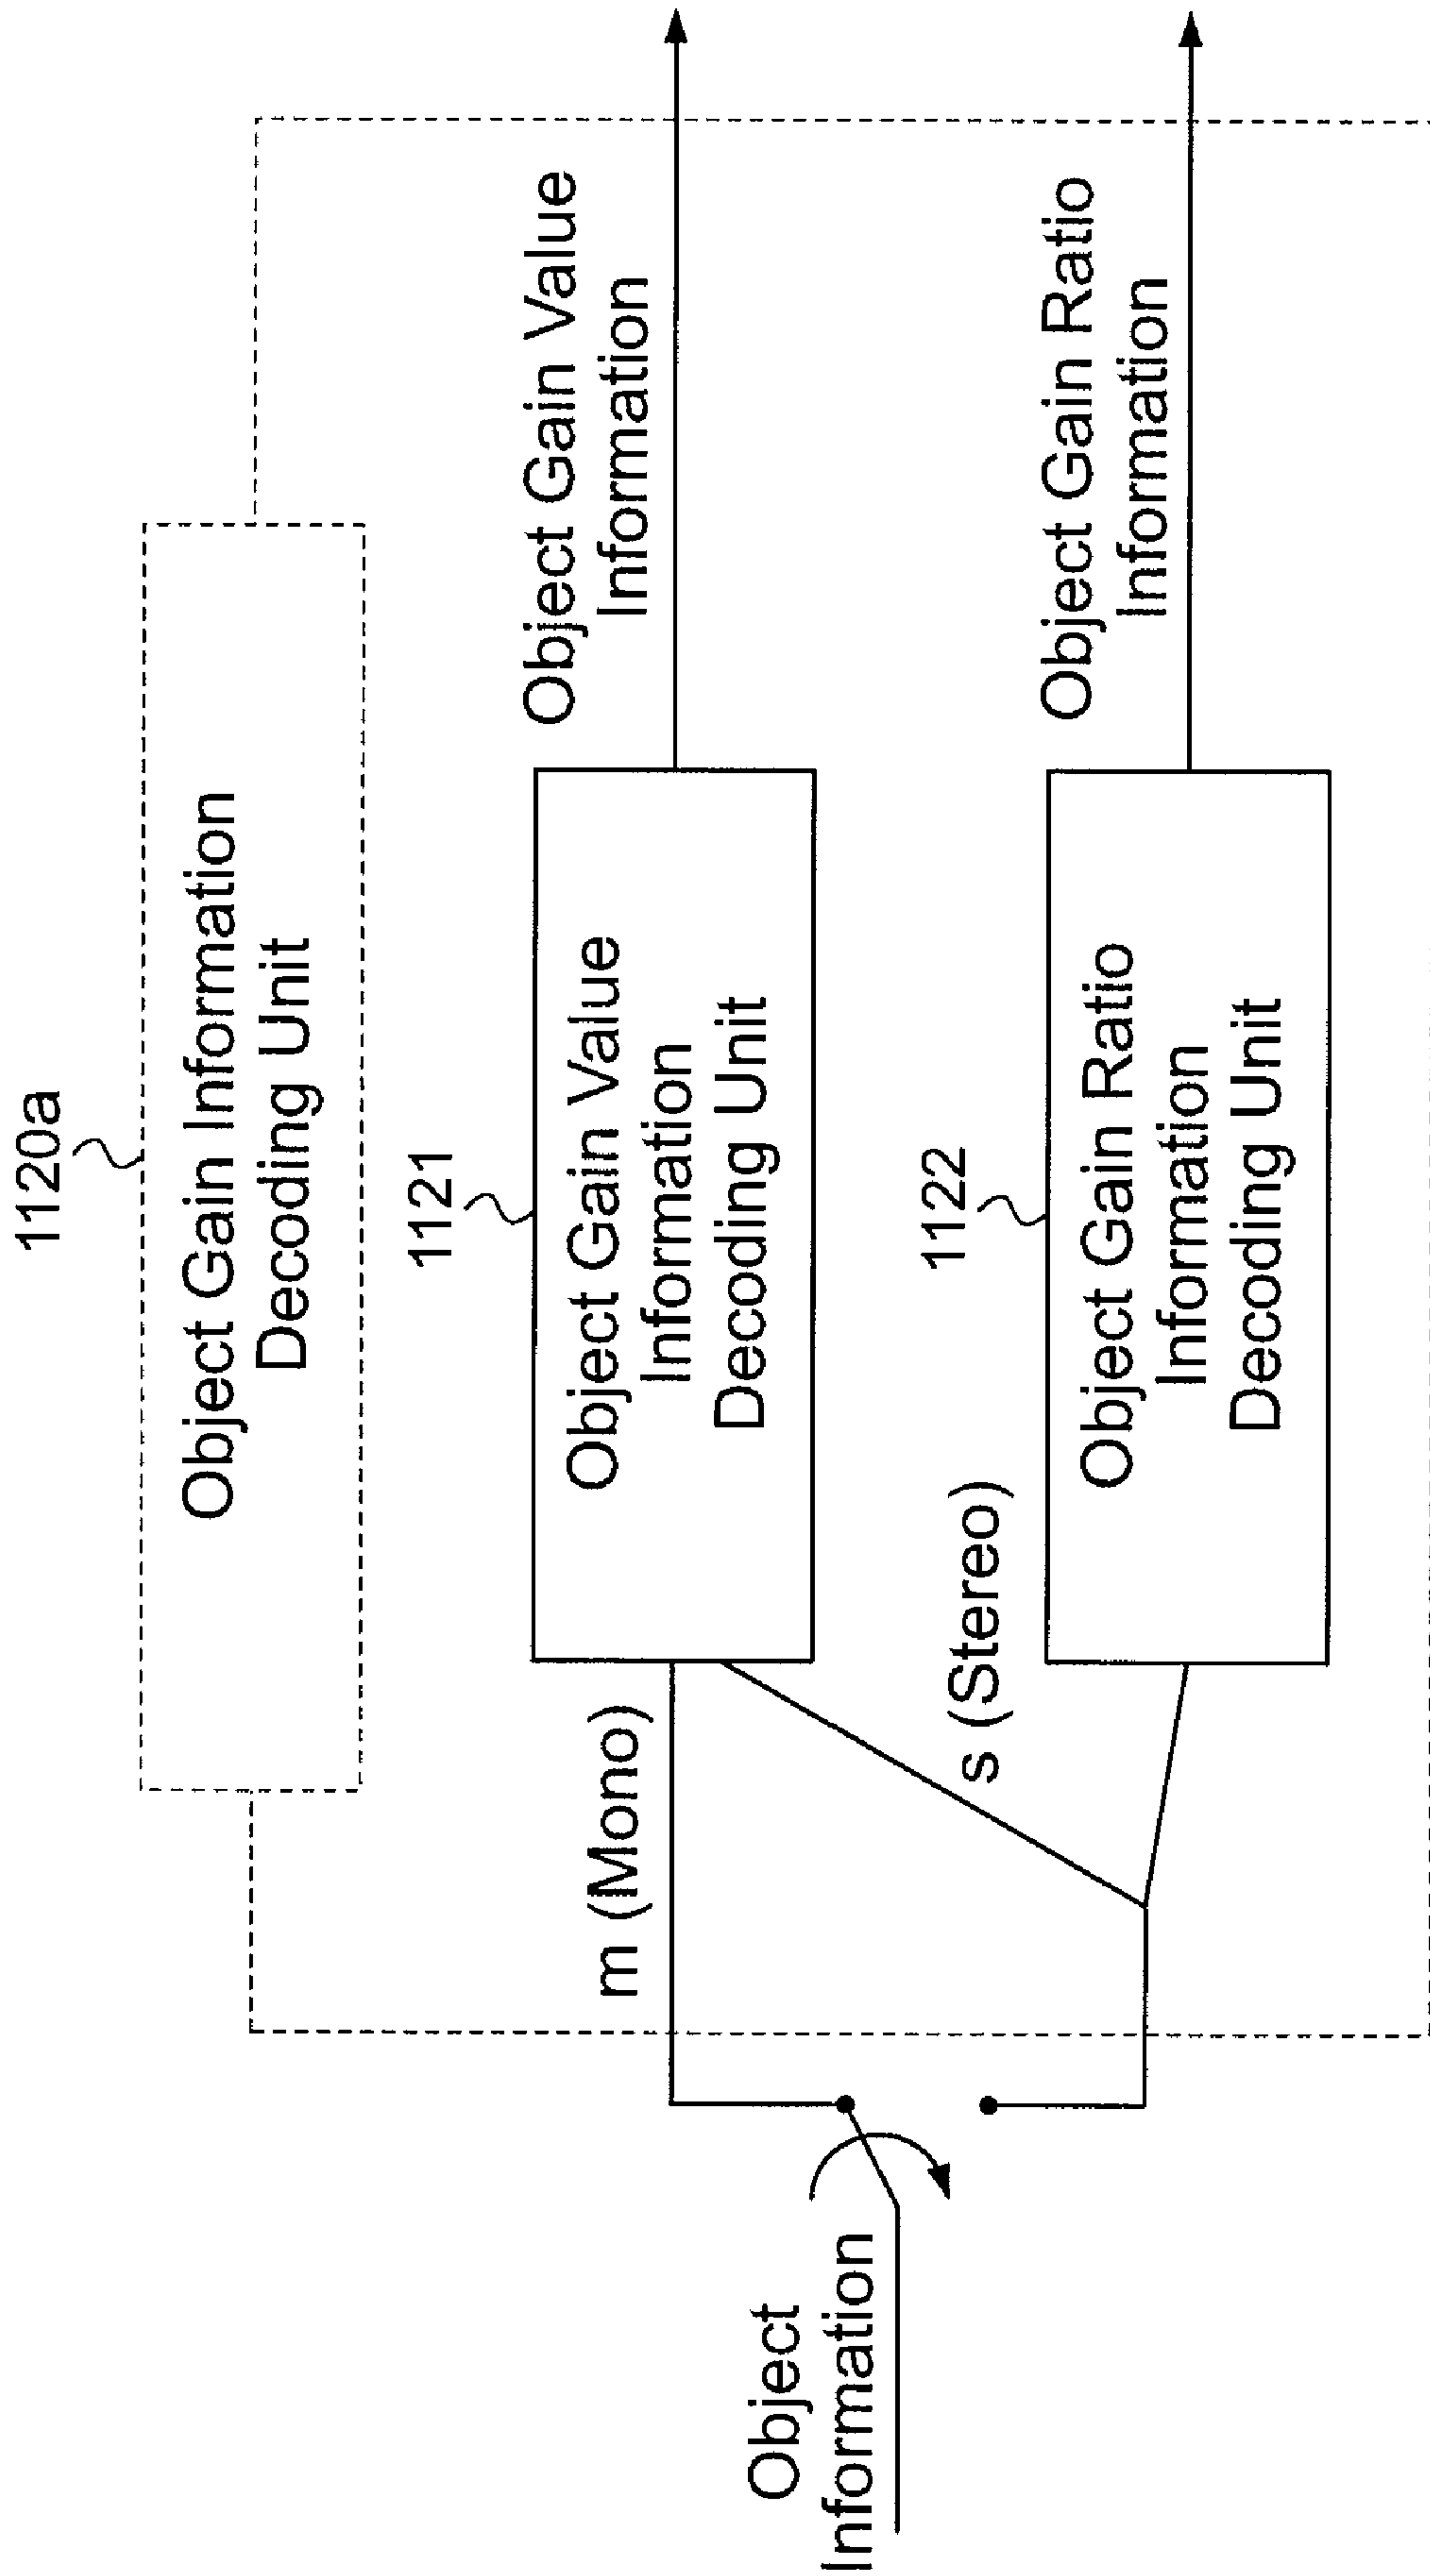 1120a
Object Gain Information
Decoding Unit
1121
Object Gain Value
Information
Decoding Unit
Object Gain Value
Information
m (Mono)
Object
Information
s (Stereo)
1122
Object Gain Ratio
Information
Decoding Unit
Object Gain Ratio
Information